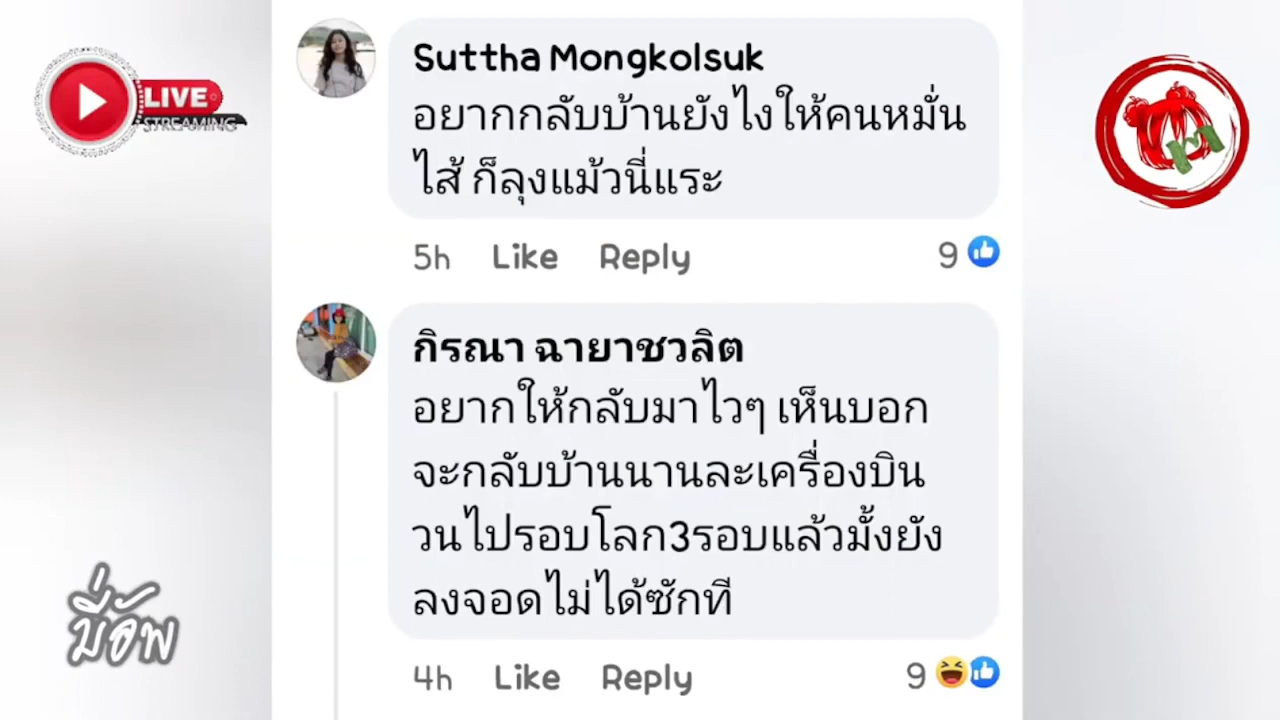 LIVE
STREAMING
Suttha Mongkolsuk
อยากกลับบ้านยังไงให้คนหมั่น
ไส้ ก็ลุงแม้วนี่แระ
5h Like Reply 9
กิรณา ฉายาชวลิต
อยากให้กลับมาไวๆ เห็นบอก
จะกลับบ้านนานละเครื่องบิน
วนไปรอบโลก3รอบแล้วมั้งยัง
ลงจอดไม่ได้ซักที
4h Like Reply 9
M